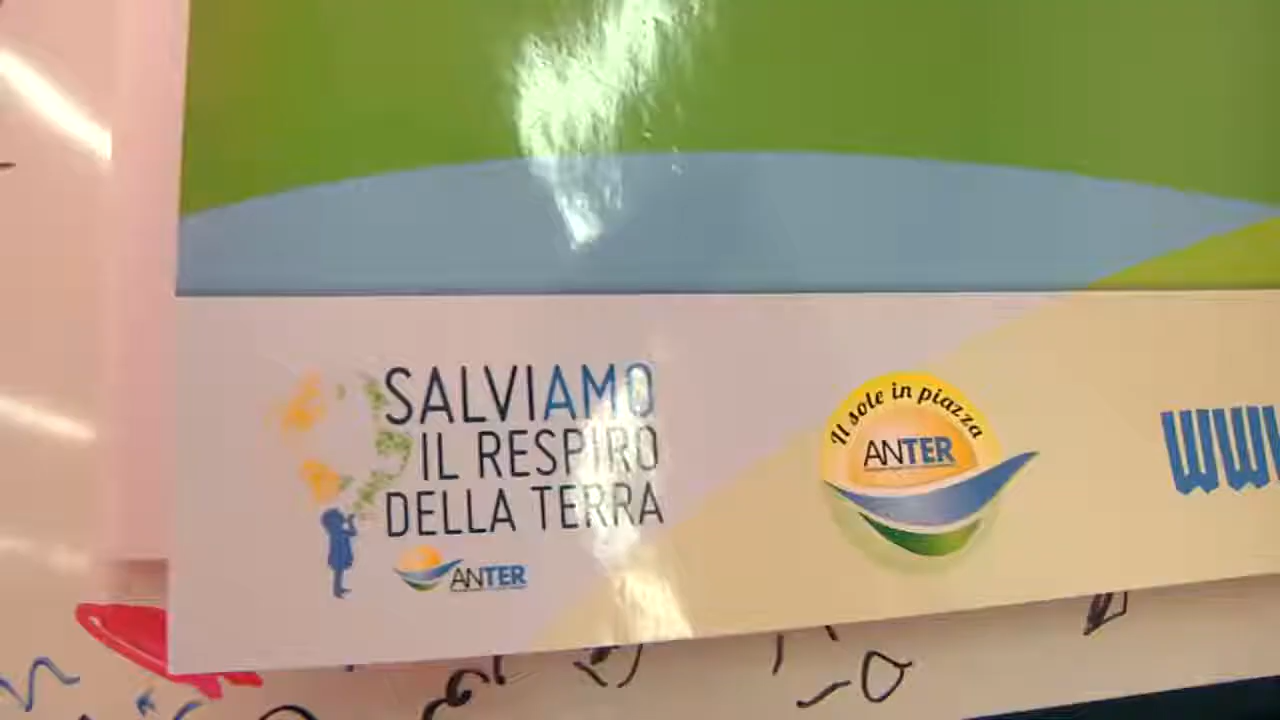 SALVIAMO
IL RESPIRO
DELLA TERRA
ANTER
Il sole in piazza
ANTER